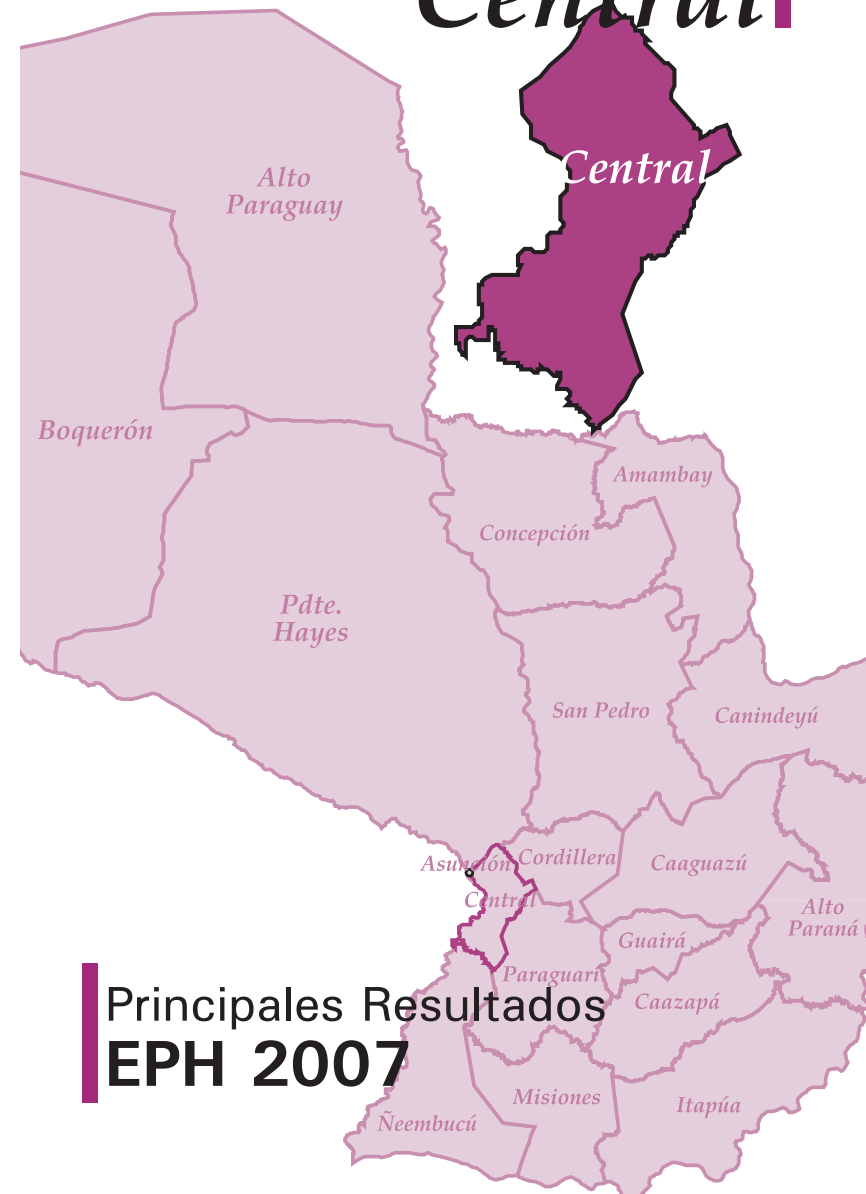 Central
Central
Alto
Paraguay
Boquerón
Amambay
Concepción
Pdte.
Hayes
San Pedro
Canindeyú
Asunción
Cordillera
Caaguazú
Central
Alto
Paraná
Guairá
Paraguarí
Caazapá
Principales Resultados
EPH 2007
Misiones
Itapúa
Ñeembucú